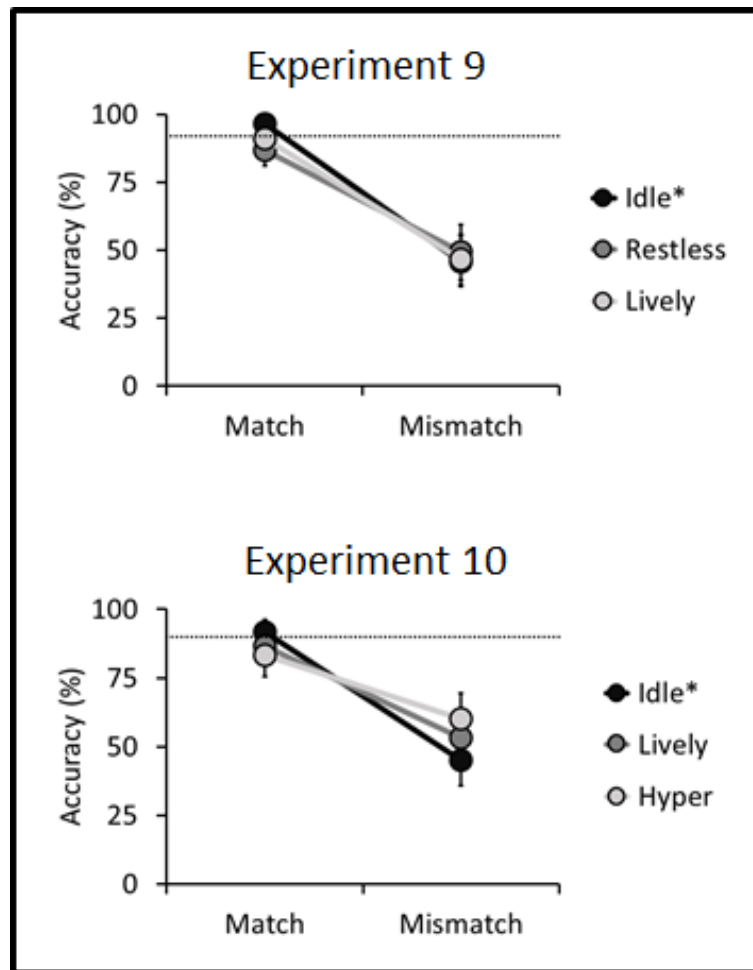 Experiment 9
100
75
50
25
0
Accuracy (%)
Match Mismatch
Idle*
Restless
Lively
Experiment 10
100
75
50
25
0
Accuracy (%)
Match Mismatch
Idle*
Lively
Hyper